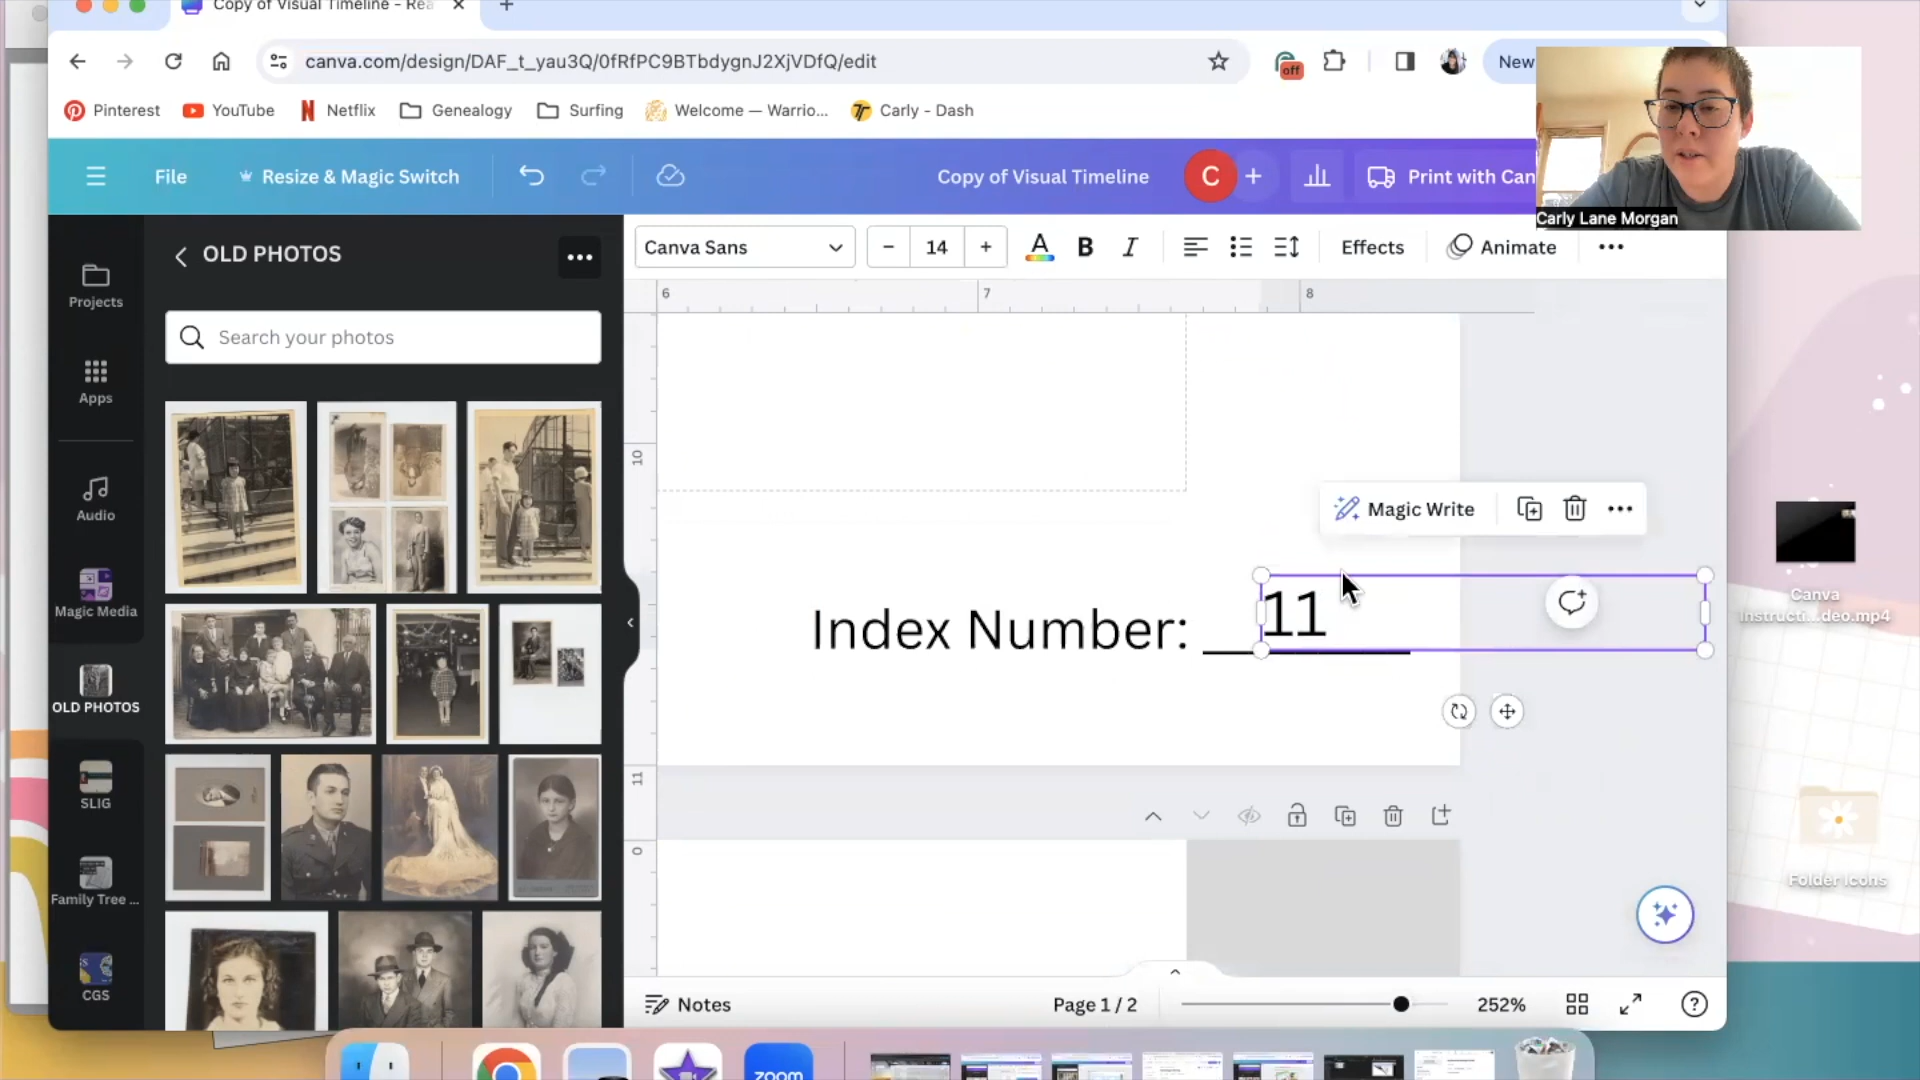 Copy of Visual Timeline - Rea
canva.com/design/DAF_t_yau3Q/0fRfPC9BTbdygnJ2XjVDfQ/edit
off
New
Pinterest
YouTube
Netflix
Genealogy
Surfing
Welcome — Warrio...
Carly - Dash
File
Resize & Magic Switch
Copy of Visual Timeline
C
Print with Can
Carly Lane Morgan
OLD PHOTOS
Canva Sans
14
A
B
I
Effects
Animate
Search your photos
Projects
Apps
Audio
Magic Media
OLD PHOTOS
SLIG
Family Tree ...
CGS
6
7
8
10
11
0
Magic Write
Index Number: ________
11
Canva
Instructi...deo.mp4
Folder Icons
Notes
Page 1 / 2
252%
zoom